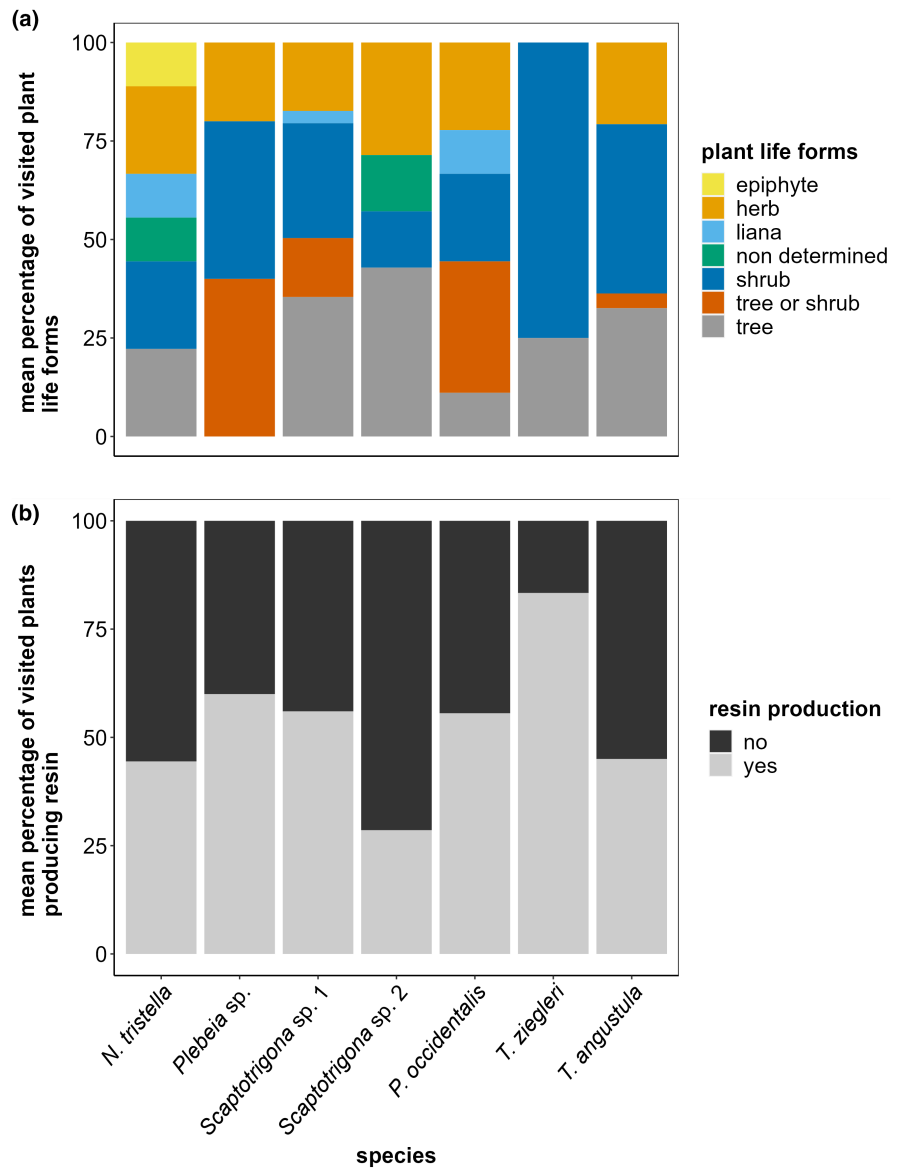 (a)
mean percentage of visited plant
life forms
100
75
50
25
0
plant life forms
epiphyte
herb
liana
non determined
shrub
tree or shrub
tree
(b)
mean percentage of visited plants
producing resin
100
75
50
25
0
resin production
no
yes
N. tristella
Plebeia sp.
Scaptotrigona sp. 1
Scaptotrigona sp. 2
P. occidentalis
T. ziegleri
T. angustula
species